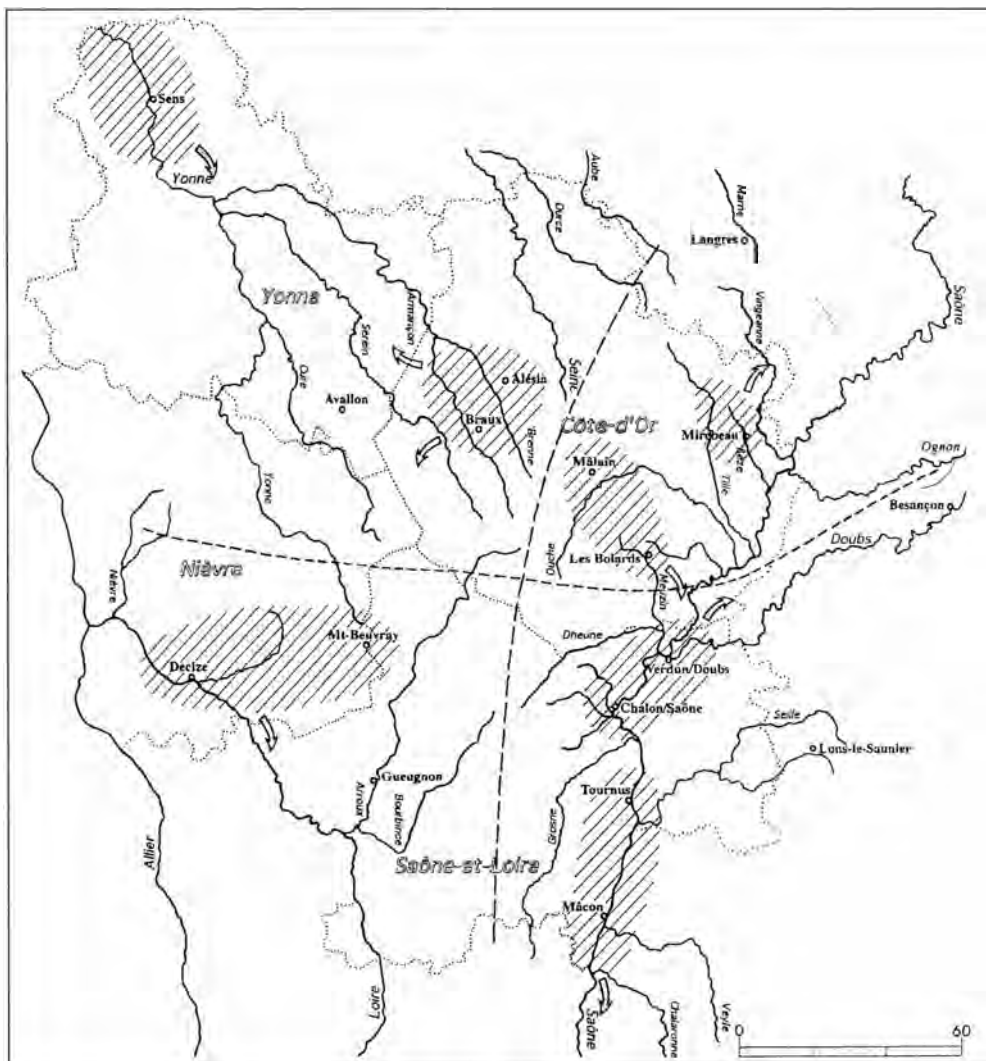 Sens
Yonne
Aube
Marne
Langres
Durce
Saône
Vingeanne
Yonne
Armançon
Serein
Cure
Seine
Alésia
Avallon
Braux
Brenne
Côte-d'Or
Mirebeau
Bèze
Tille
Mâlain
Ognon
Besançon
Yonne
Doubs
Ouche
Les Bolards
Nièvre
Nièvre
Meuzin
Mt-Beuvray
Dheune
Verdun/Doubs
Decize
Chalon/Saône
Seille
Lons-le-Saunier
Gueugnon
Tournus
Arroux
Bourbince
Grosne
Allier
Saône-et-Loire
Mâcon
Loire
Saône
Chalaronne
Veyle
0
60